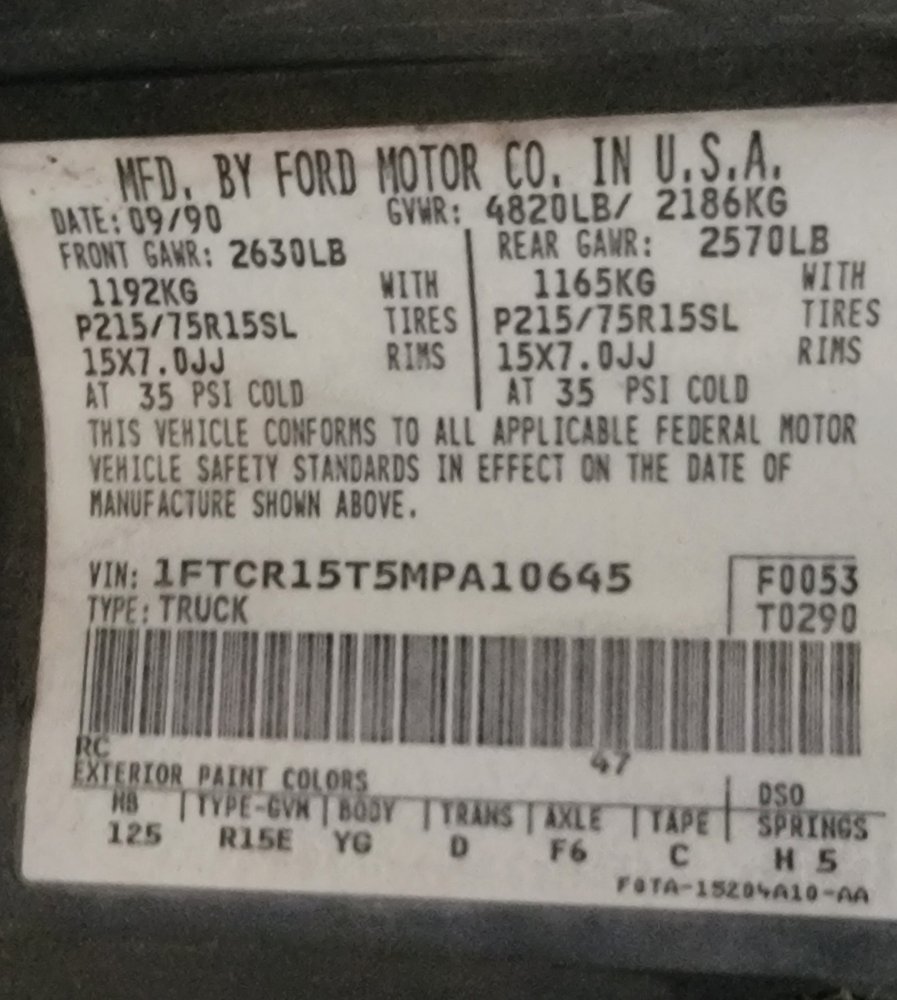 MFD. BY FORD MOTOR CO. IN U.S.A.
DATE: 09/90 GVWR: 4820LB/ 2186KG
FRONT GAWR: 2630LB REAR GAWR: 2570LB
1192KG WITH 1165KG WITH
P215/75R15SL TIRES P215/75R15SL TIRES
15X7.0JJ RIMS 15X7.0JJ RIMS
AT 35 PSI COLD AT 35 PSI COLD
THIS VEHICLE CONFORMS TO ALL APPLICABLE FEDERAL MOTOR
VEHICLE SAFETY STANDARDS IN EFFECT ON THE DATE OF
MANUFACTURE SHOWN ABOVE.
VIN: 1FTCR15T5MPA10645 F0053
TYPE: TRUCK T0290
RC 47
EXTERIOR PAINT COLORS DSO
WB TYPE-GVW BODY TRANS AXLE TAPE SPRINGS
125 R15E YG D F6 C H 5
F0TA-15204A10-AA